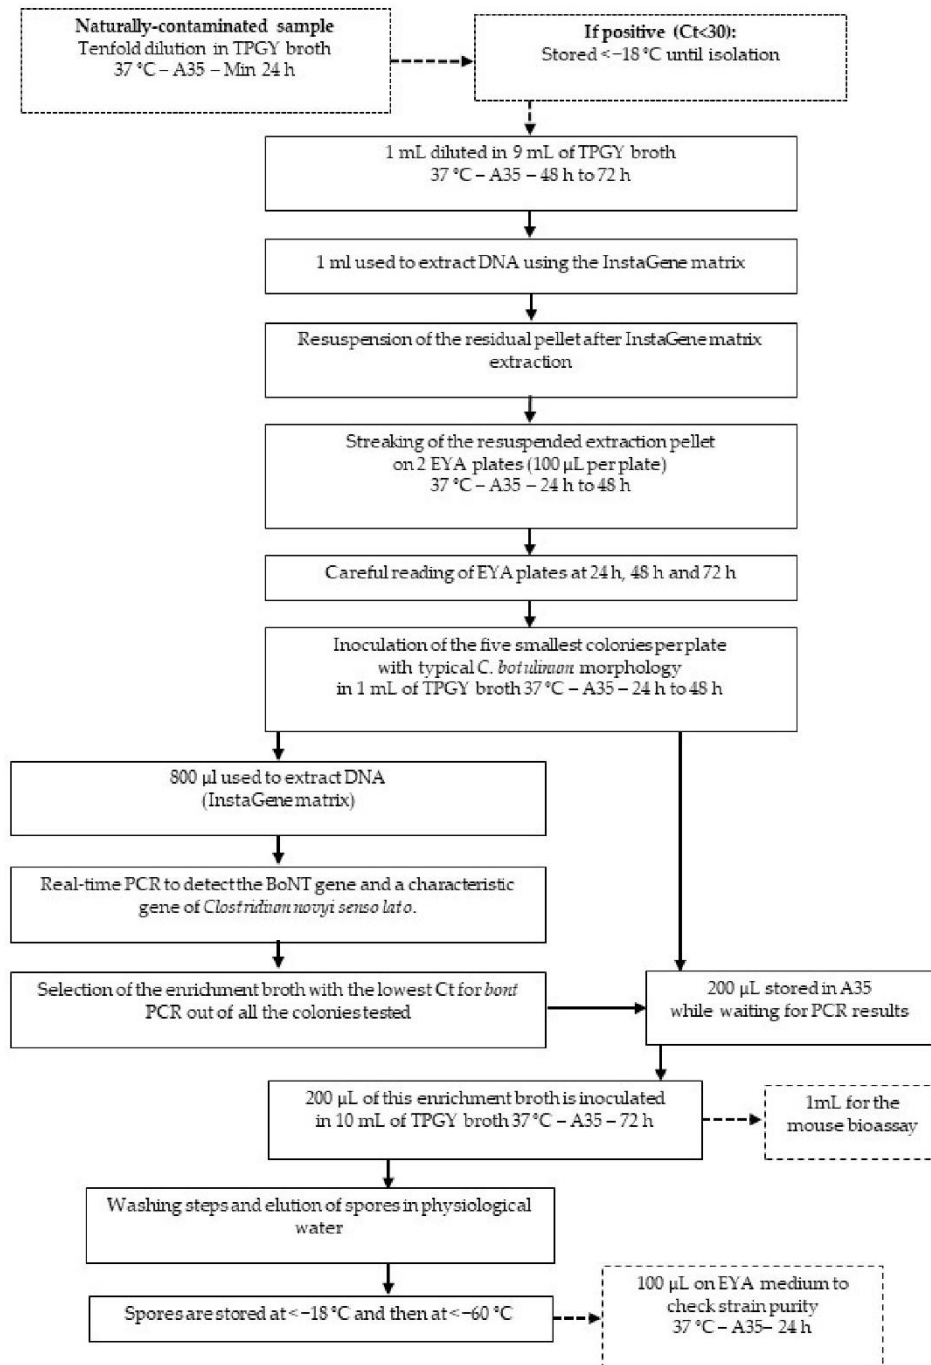 Naturally-contaminated sample
Tenfold dilution in TPGY broth
37 °C – A35 – Min 24 h
If positive (Ct<30):
Stored <−18 °C until isolation
1 mL diluted in 9 mL of TPGY broth
37 °C – A35 – 48 h to 72 h
1 ml used to extract DNA using the InstaGene matrix
Resuspension of the residual pellet after InstaGene matrix
extraction
Streaking of the resuspended extraction pellet
on 2 EYA plates (100 µL per plate)
37 °C – A35 – 24 h to 48 h
Careful reading of EYA plates at 24 h, 48 h and 72 h
Inoculation of the five smallest colonies per plate
with typical C. botulinum morphology
in 1 mL of TPGY broth 37 °C – A35 – 24 h to 48 h
800 µl used to extract DNA
(InstaGene matrix)
Real-time PCR to detect the BoNT gene and a characteristic
gene of Clostridium novyi senso lato.
Selection of the enrichment broth with the lowest Ct for bont
PCR out of all the colonies tested
200 µL stored in A35
while waiting for PCR results
200 µL of this enrichment broth is inoculated
in 10 mL of TPGY broth 37 °C – A35 – 72 h
1mL for the
mouse bioassay
Washing steps and elution of spores in physiological
water
Spores are stored at <−18 °C and then at <−60 °C
100 µL on EYA medium to
check strain purity
37 °C – A35– 24 h